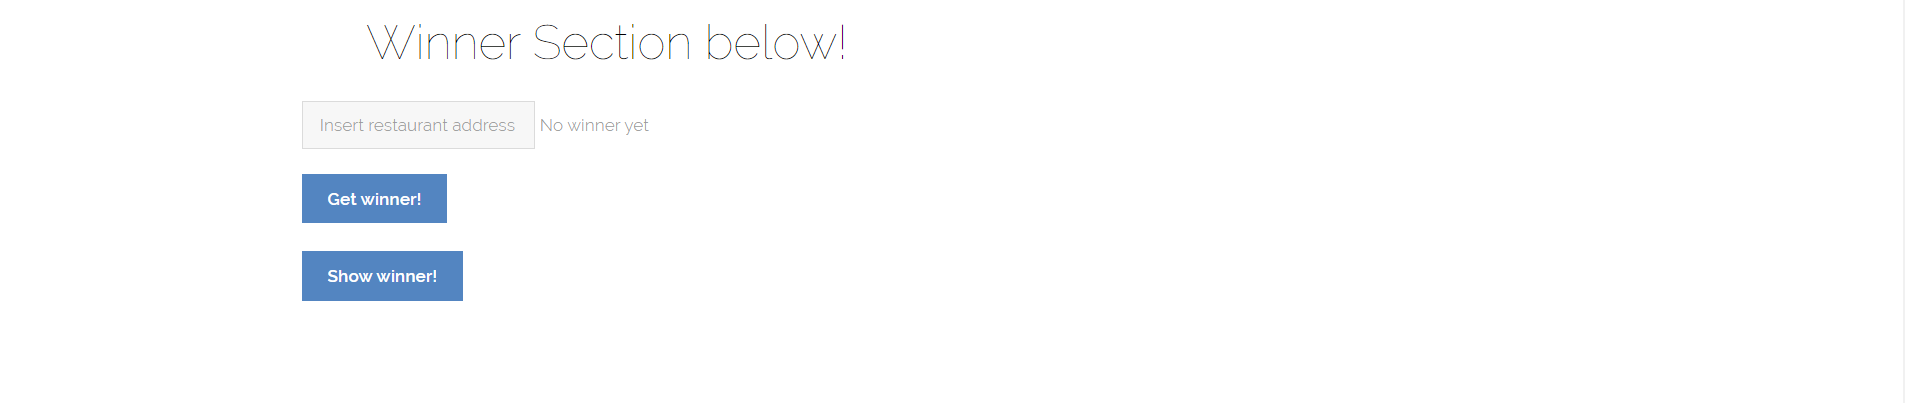 Winner Section below!
Insert restaurant address No winner yet
Get winner!
Show winner!